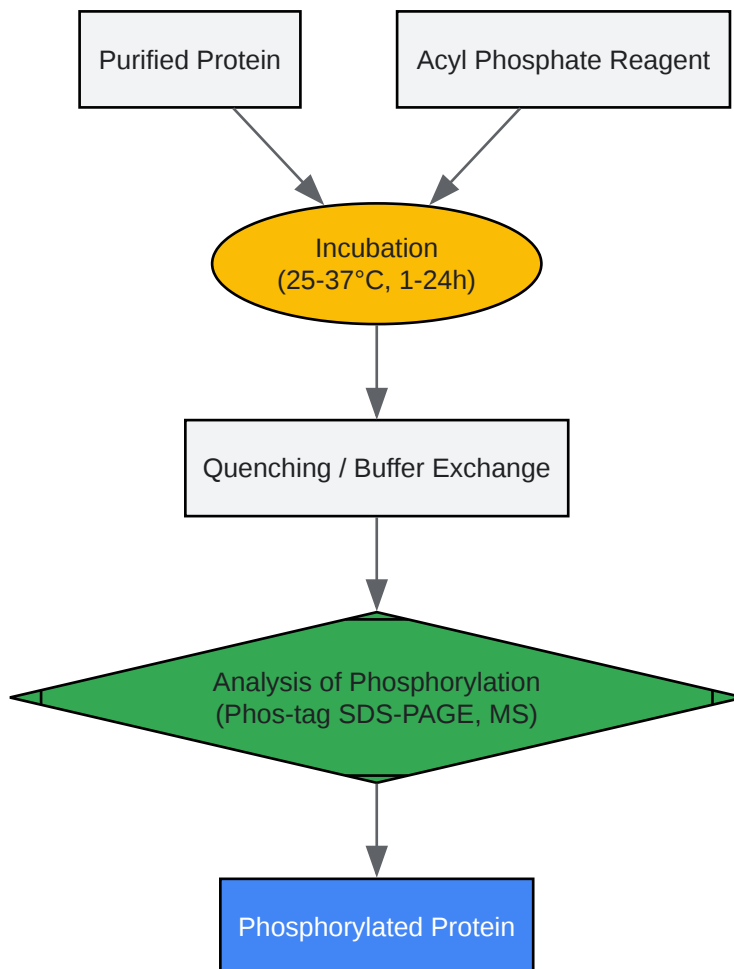 Purified Protein
Acyl Phosphate Reagent
Incubation
(25-37°C, 1-24h)
Quenching / Buffer Exchange
Analysis of Phosphorylation
(Phos-tag SDS-PAGE, MS)
Phosphorylated Protein